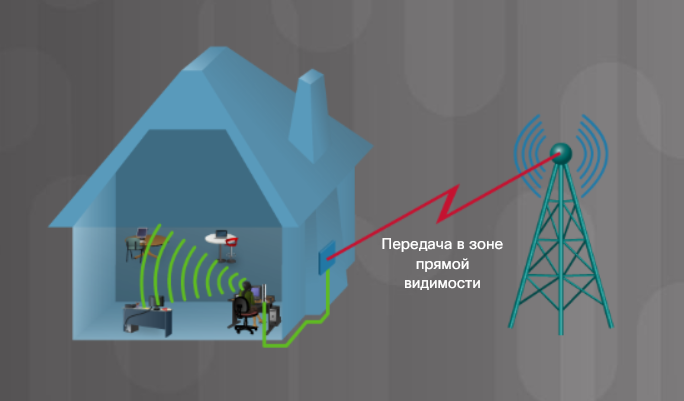 Передача в зоне
прямой
видимости